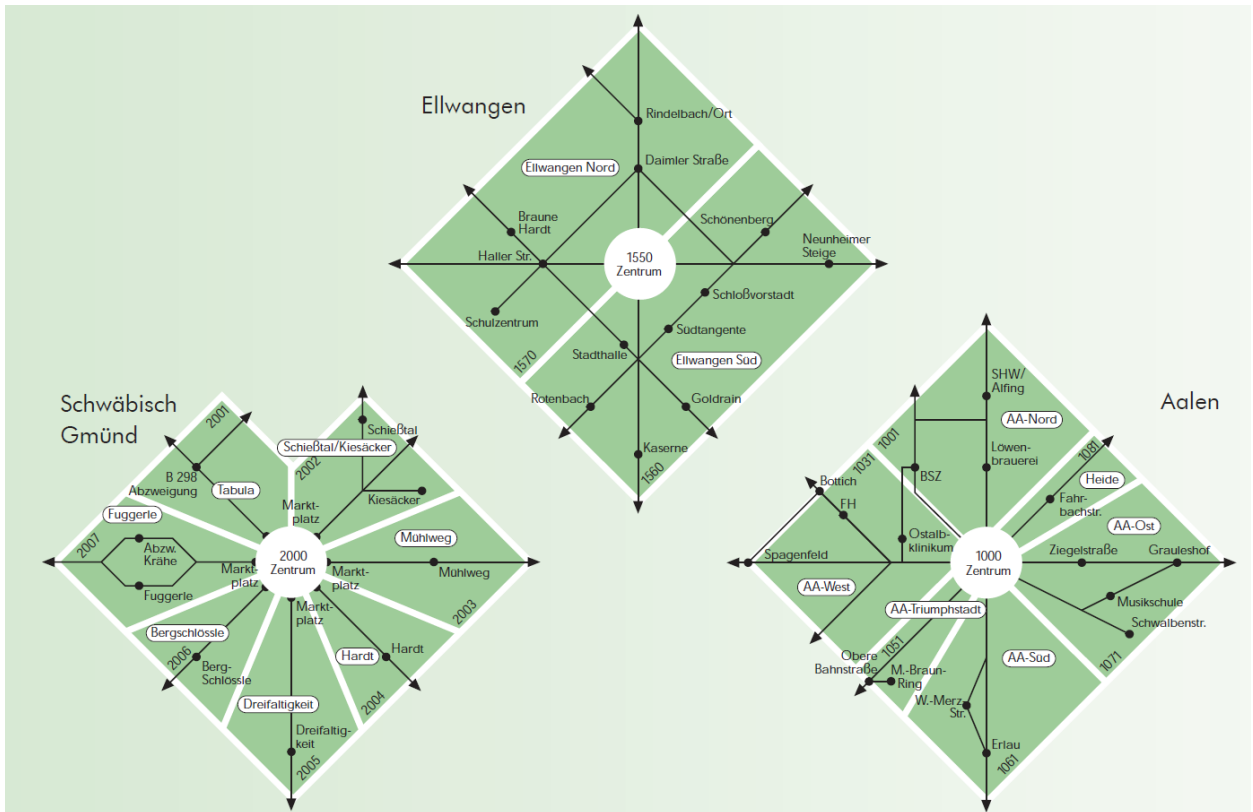 Ellwangen
Rindelbach/Ort
Ellwangen Nord
Daimler Straße
Braune
Hardt
Schönenberg
Neunheimer
Steige
Haller Str.
1550
Zentrum
Schloßvorstadt
Schulzentrum
Südtangente
Stadthalle
Ellwangen Süd
1570
Rotenbach
Goldrain
Kaserne
1560
Schwäbisch
Gmünd
2001
Schießtal
Schießtal/Kiesäcker
2002
B 298
Abzweigung
Tabula
Kiesäcker
Markt-
platz
Fuggerle
2007
Mühlweg
Abzw.
Krähe
2000
Zentrum
Markt-
platz
Markt-
platz
Mühlweg
Fuggerle
Markt-
platz
2003
Bergschlössle
2006
Berg-
Schlössle
Hardt
Hardt
Dreifaltigkeit
2004
Dreifaltig-
keit
2005
Aalen
SHW/
Alfing
AA-Nord
1001
1031
1081
Löwen-
brauerei
BSZ
Heide
Bottich
FH
Fahr-
bachstr.
AA-Ost
Ostalb-
klinikum
Spagenfeld
1000
Zentrum
Ziegelstraße
Grauleshof
AA-West
AA-Triumphstadt
Musikschule
Schwalbenstr.
1051
Obere
Bahnstraße
M.-Braun-
Ring
AA-Süd
1071
W.-Merz-
Str.
Erlau
1061